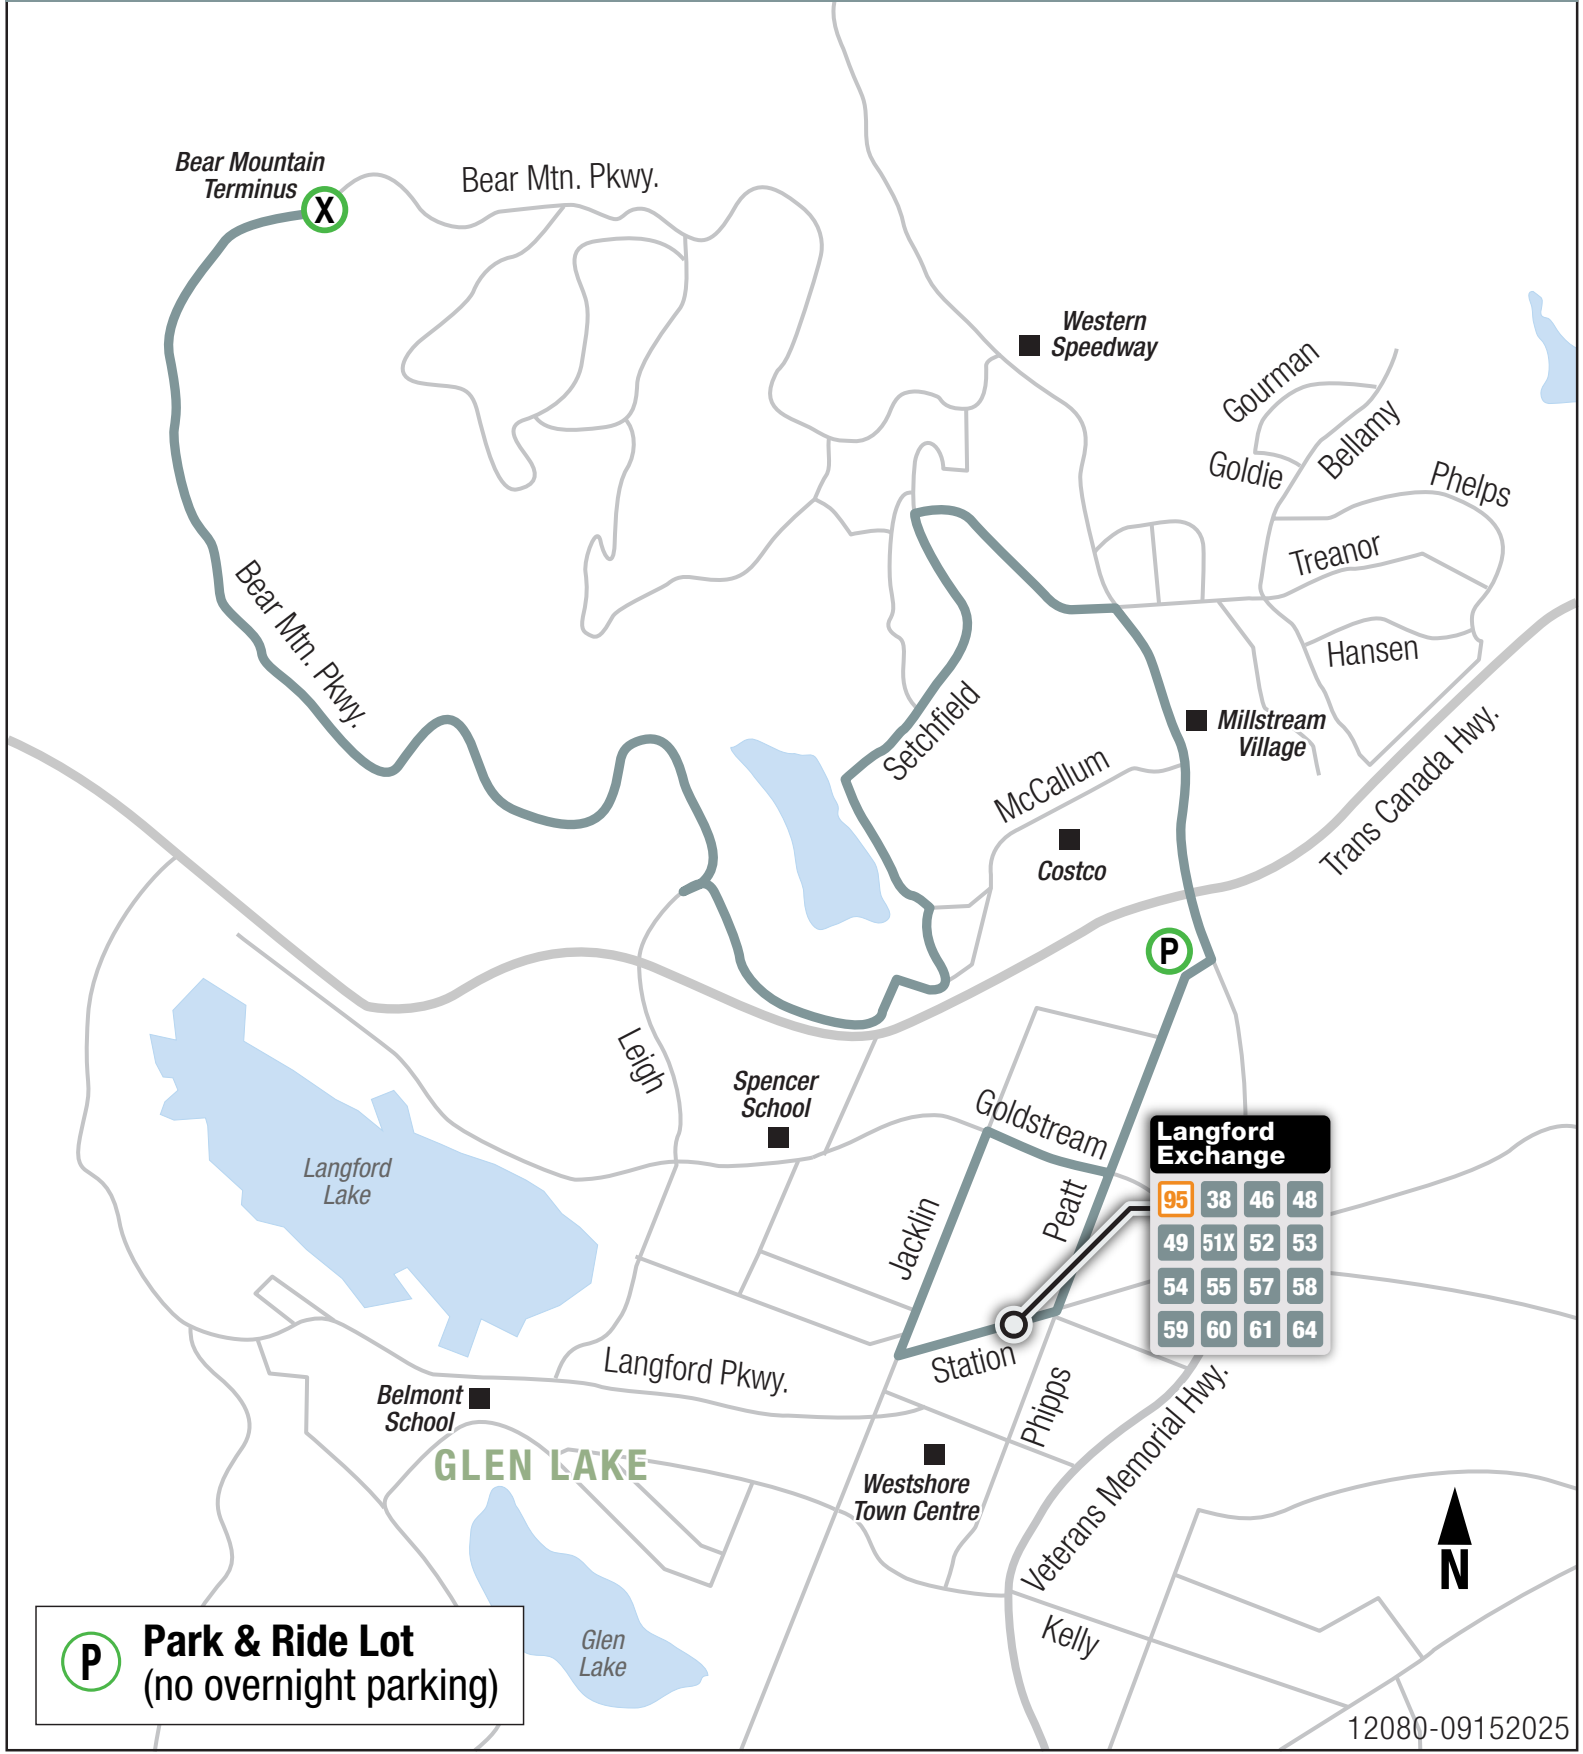 Bear Mountain
Terminus
X
Bear Mtn. Pkwy.
Western
Speedway
Gourman
Goldie
Bellamy
Phelps
Treanor
Hansen
Bear Mtn. Pkwy.
Setchfield
Millstream
Village
McCallum
Costco
Trans Canada Hwy.
P
Leigh
Spencer
School
Goldstream
Langford
Exchange
95 38 46 48
49 51X 52 53
54 55 57 58
59 60 61 64
Langford
Lake
Jacklin
Peatt
Station
Langford Pkwy.
Phipps
Belmont
School
GLEN LAKE
Westshore
Town Centre
Veterans Memorial Hwy.
N
Kelly
Glen
Lake
P
Park & Ride Lot
(no overnight parking)
12080-09152025